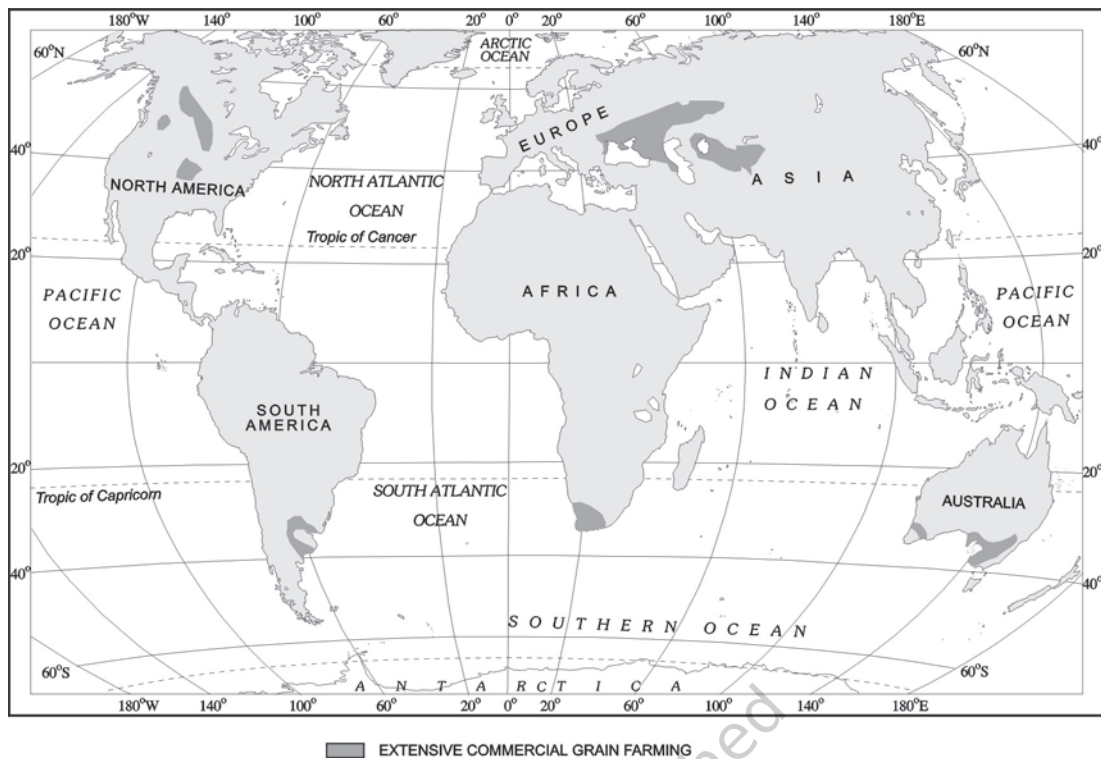 180°W 140° 100° 60° 20° 0° 20° 60° 100° 140° 180°E
ARCTIC
OCEAN
60°N
60°N
EUROPE
40°
40°
ASIA
NORTH AMERICA
NORTH ATLANTIC
OCEAN
Tropic of Cancer
20°
20°
AFRICA
PACIFIC
OCEAN
PACIFIC
OCEAN
INDIAN
OCEAN
SOUTH
AMERICA
20°
20°
Tropic of Capricorn
SOUTH ATLANTIC
OCEAN
AUSTRALIA
40°
40°
SOUTHERN OCEAN
60°S
60°S
ANTARCTICA
180°W 140° 100° 60° 20° 0° 20° 60° 100° 140° 180°E
EXTENSIVE COMMERCIAL GRAIN FARMING